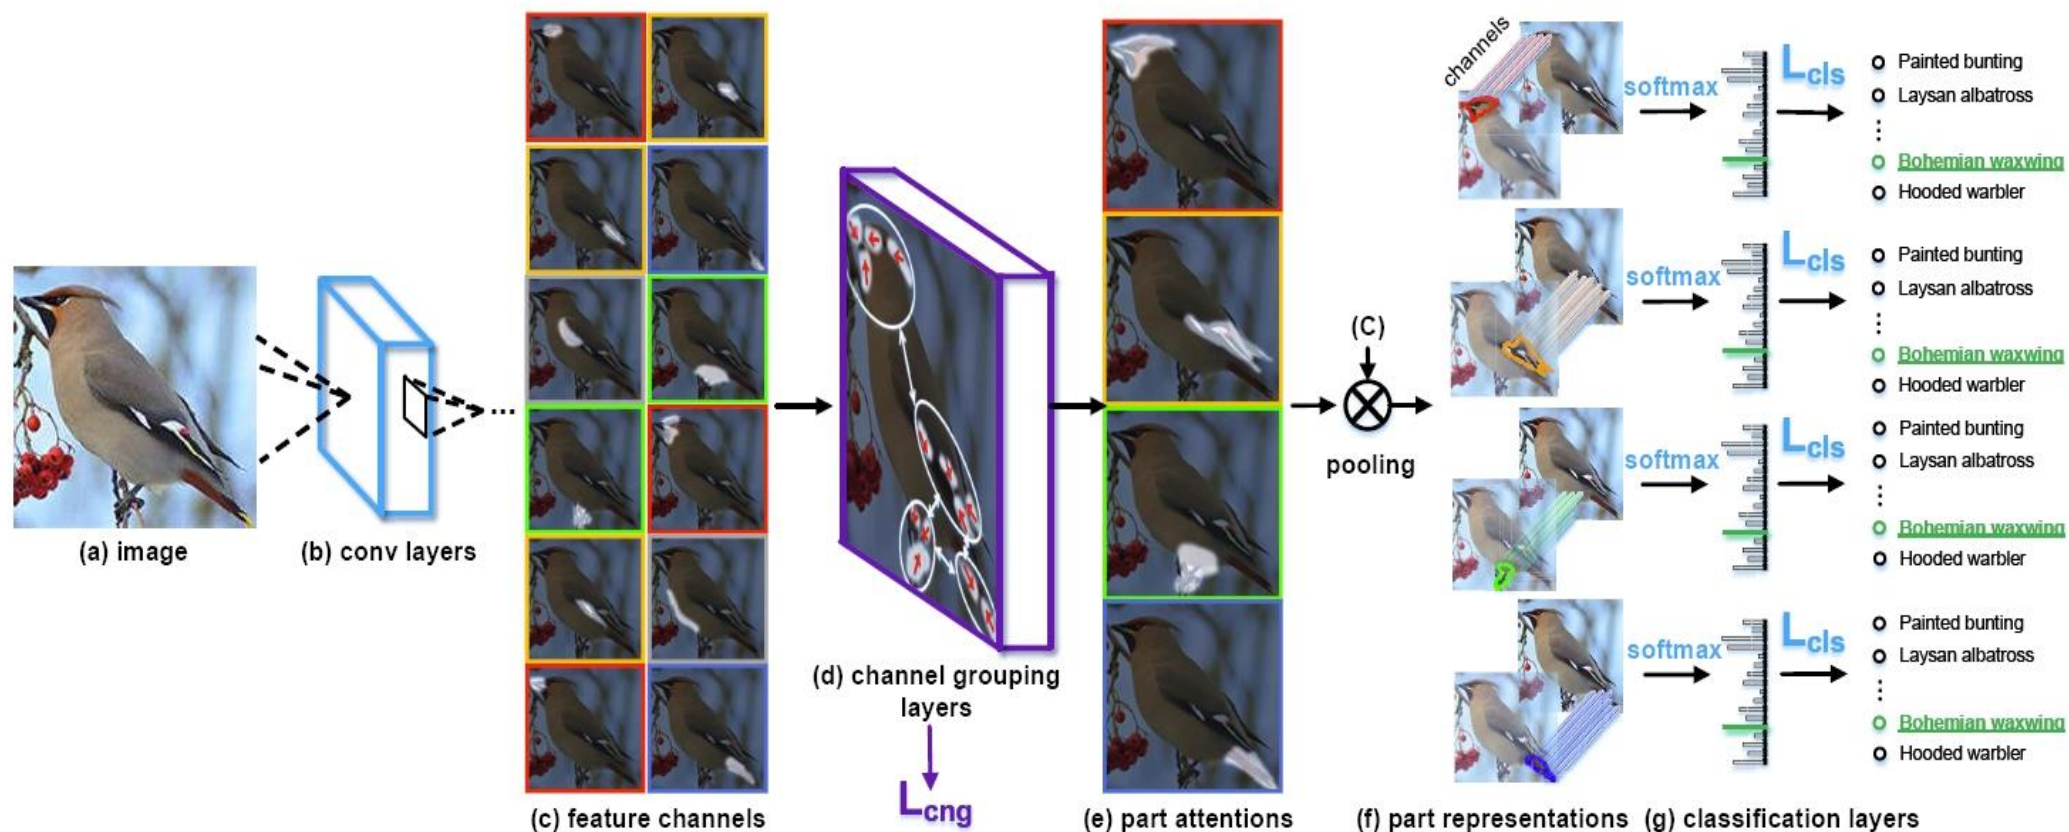 (a) image
(b) conv layers
...
(c) feature channels
(d) channel grouping
layers
Lcng
(e) part attentions
(C)
pooling
channels
(f) part representations
softmax
Lcls
Painted bunting
Laysan albatross
Bohemian waxwing
Hooded warbler
softmax
Lcls
Painted bunting
Laysan albatross
Bohemian waxwing
Hooded warbler
softmax
Lcls
Painted bunting
Laysan albatross
Bohemian waxwing
Hooded warbler
softmax
Lcls
Painted bunting
Laysan albatross
Bohemian waxwing
Hooded warbler
(g) classification layers